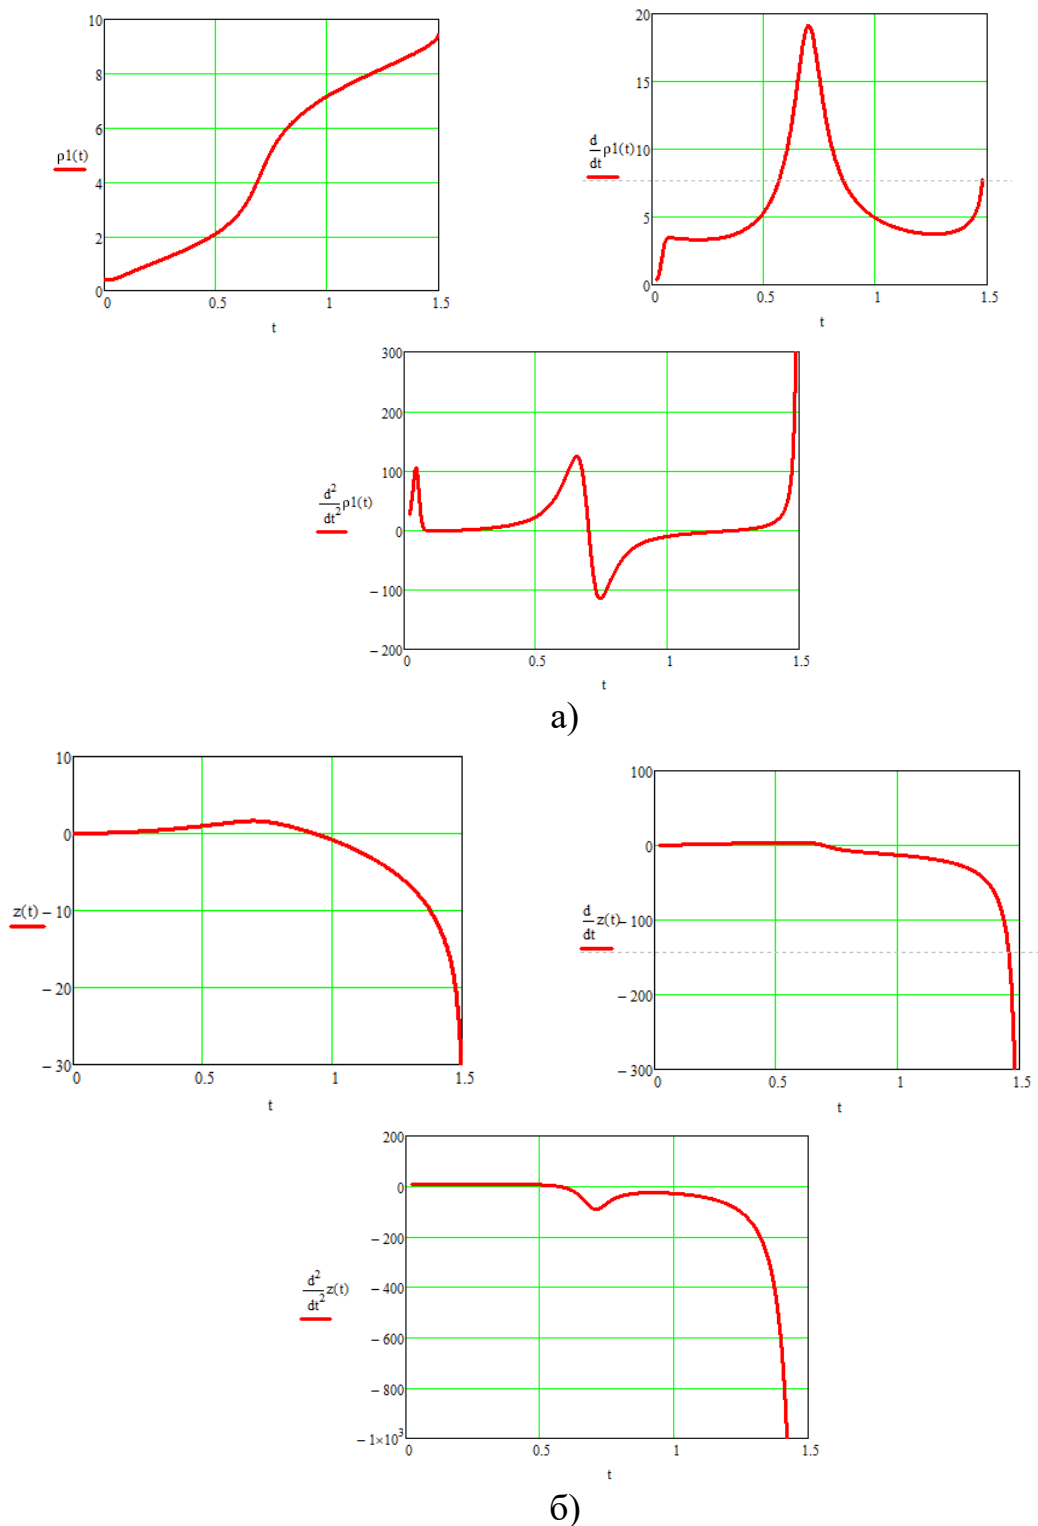 10
8
6
4
2
0
ρ1(t)
0 0.5 1 1.5
t
20
15
10
5
0
d/dt ρ1(t)
0 0.5 1 1.5
t
300
200
100
0
−100
−200
d²/dt² ρ1(t)
0 0.5 1 1.5
t
а)
10
0
−10
−20
−30
z(t)
0 0.5 1 1.5
t
100
0
−100
−200
−300
d/dt z(t)
0 0.5 1 1.5
t
200
0
−200
−400
−600
−800
−1×10³
d²/dt² z(t)
0 0.5 1 1.5
t
б)